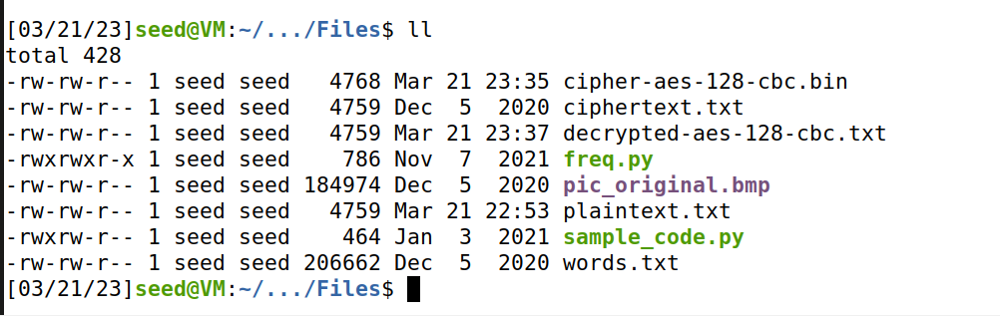 [03/21/23]seed@VM:~/.../Files$ ll
total 428
-rw-rw-r-- 1 seed seed   4768 Mar 21 23:35 cipher-aes-128-cbc.bin
-rw-rw-r-- 1 seed seed   4759 Dec  5  2020 ciphertext.txt
-rw-rw-r-- 1 seed seed   4759 Mar 21 23:37 decrypted-aes-128-cbc.txt
-rwxrwxr-x 1 seed seed    786 Nov  7  2021 freq.py
-rw-rw-r-- 1 seed seed 184974 Dec  5  2020 pic_original.bmp
-rw-rw-r-- 1 seed seed   4759 Mar 21 22:53 plaintext.txt
-rwxrw-r-- 1 seed seed    464 Jan  3  2021 sample_code.py
-rw-rw-r-- 1 seed seed 206662 Dec  5  2020 words.txt
[03/21/23]seed@VM:~/.../Files$